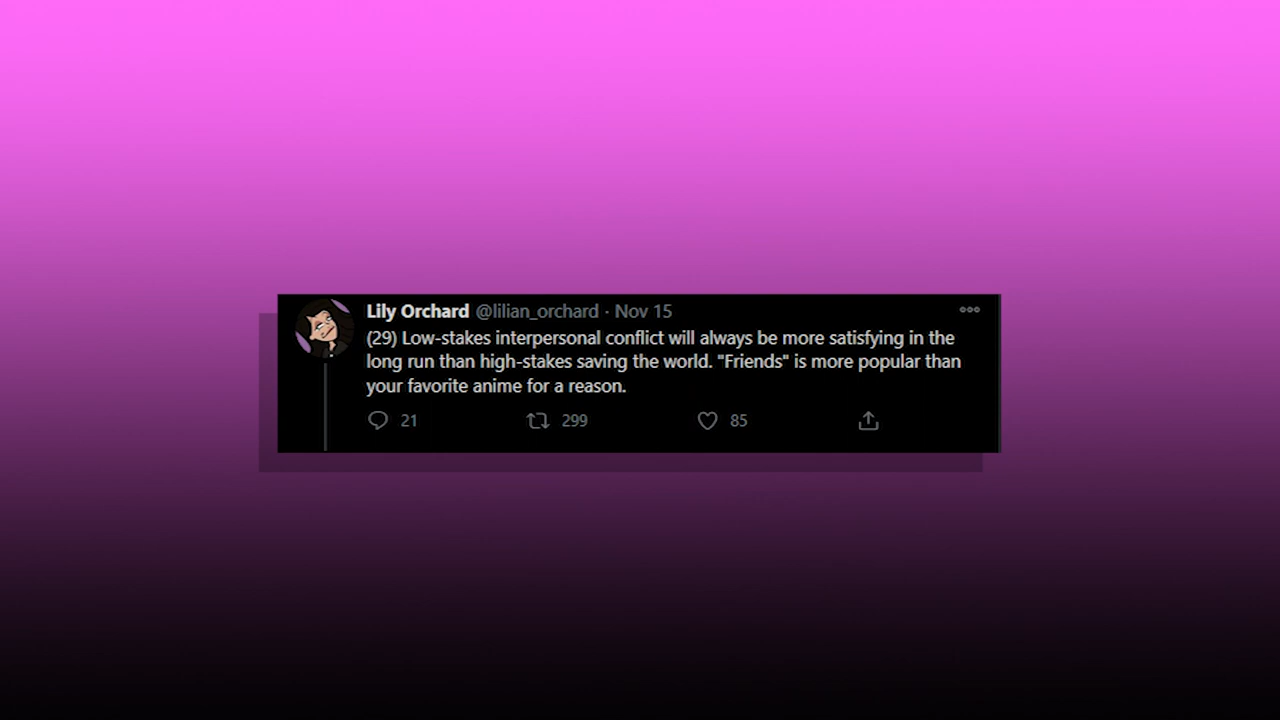 Lily Orchard @lilian_orchard · Nov 15
(29) Low-stakes interpersonal conflict will always be more satisfying in the
long run than high-stakes saving the world. "Friends" is more popular than
your favorite anime for a reason.
21 299 85